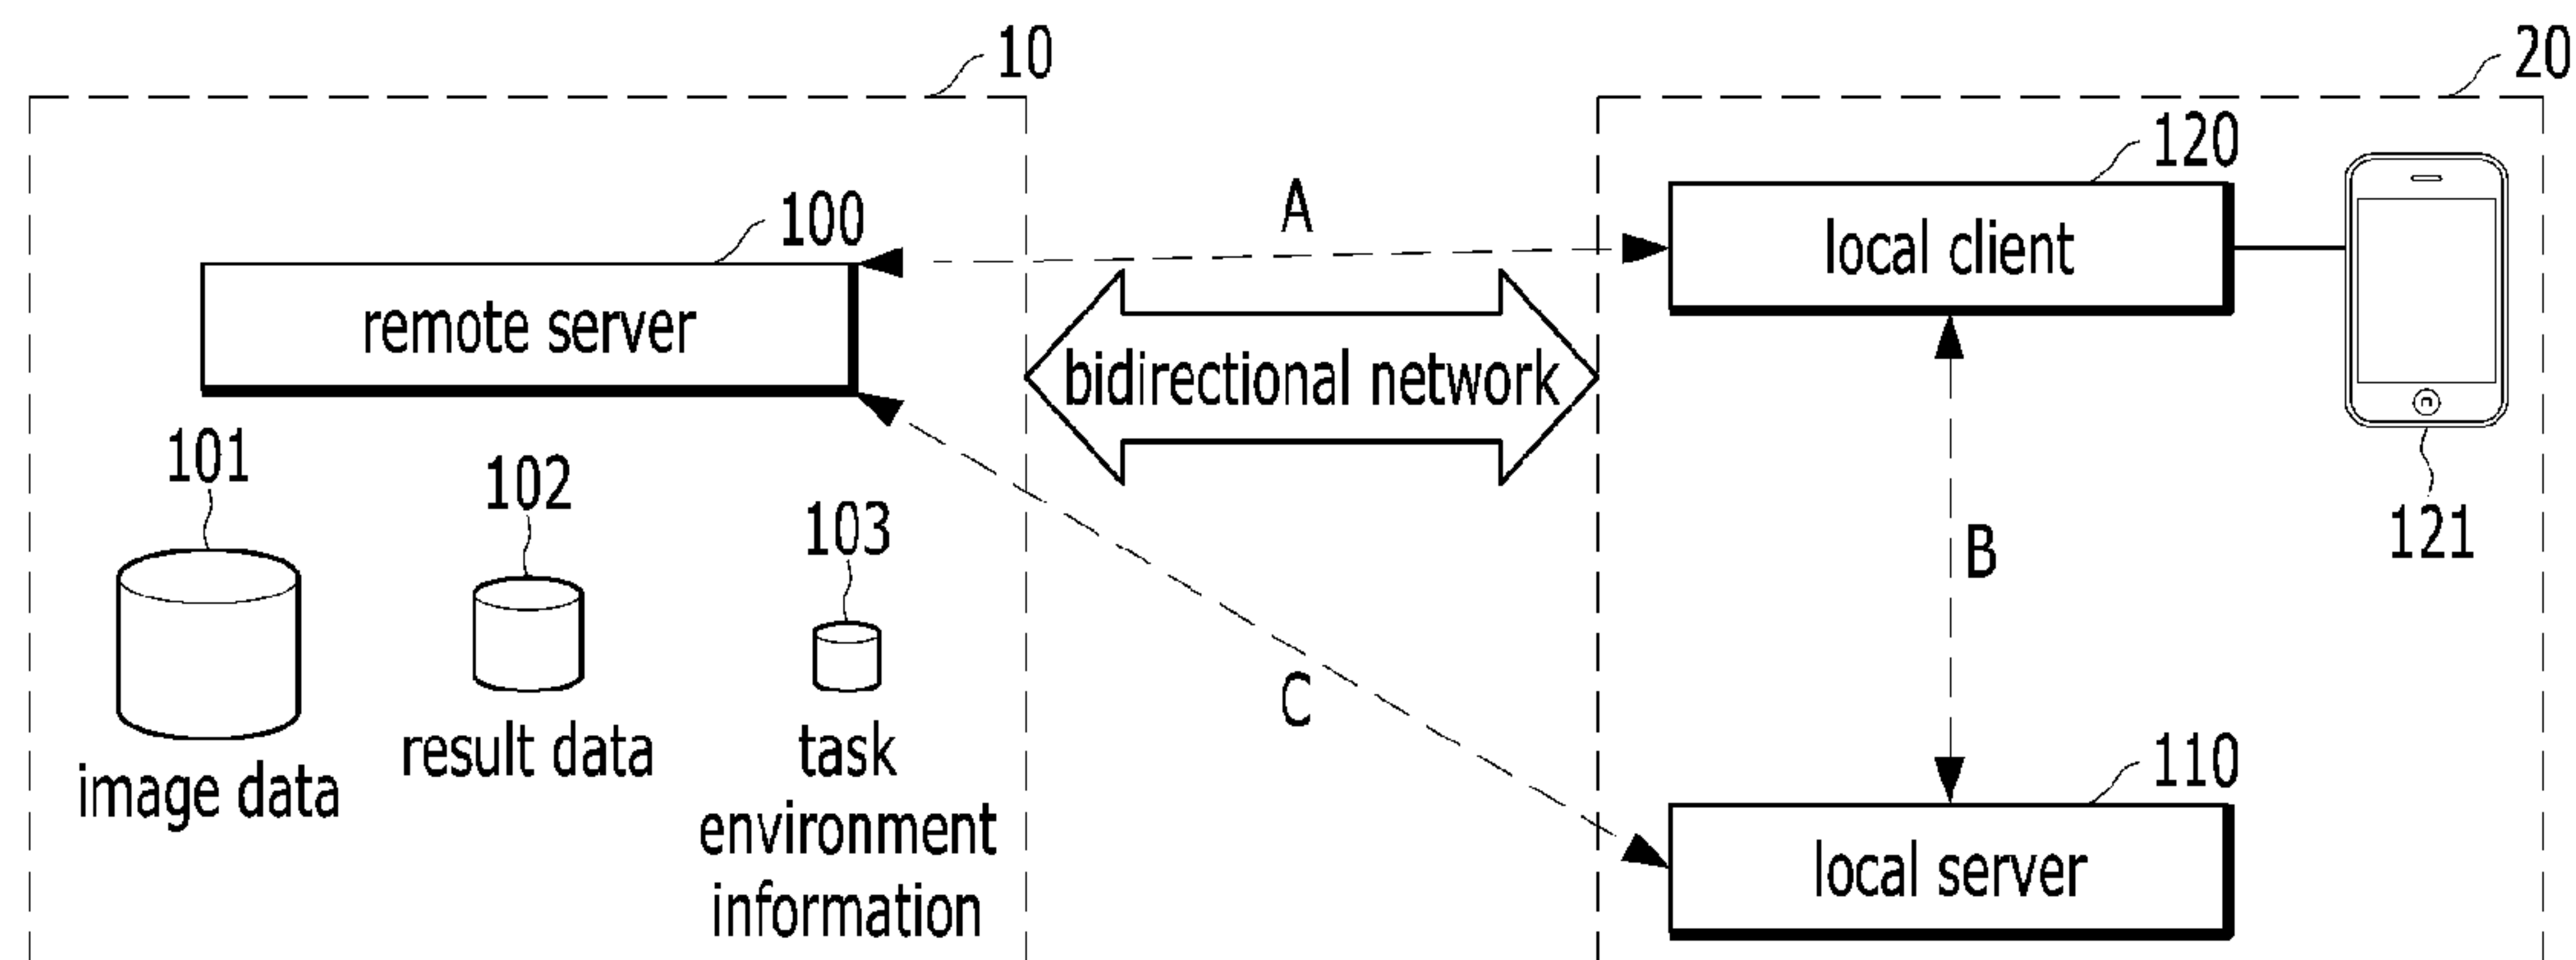 10
20
120
100
A
local client
remote server
bidirectional network
101
102
103
121
B
C
image data
result data
task
environment
information
110
local server